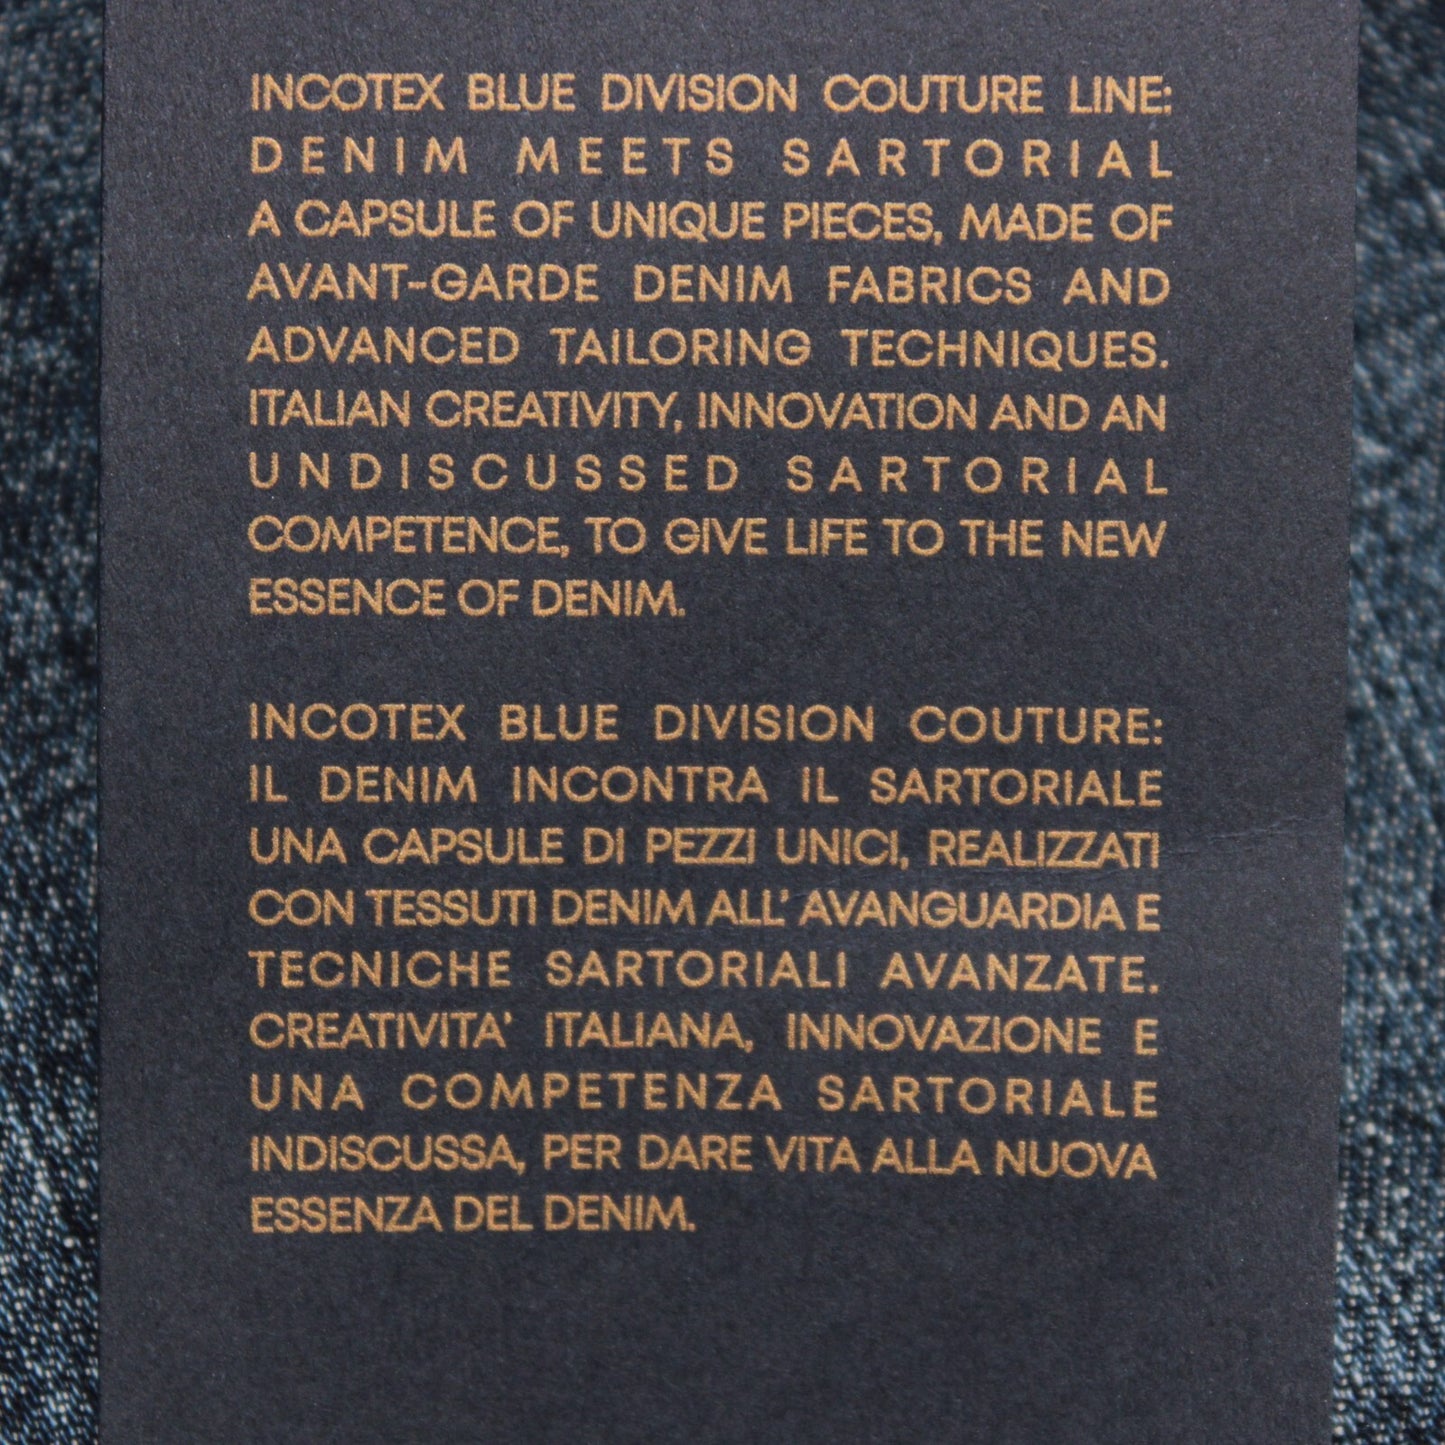 INCOTEX BLUE DIVISION COUTURE LINE:
DENIM MEETS SARTORIAL
A CAPSULE OF UNIQUE PIECES, MADE OF
AVANT-GARDE DENIM FABRICS AND
ADVANCED TAILORING TECHNIQUES.
ITALIAN CREATIVITY, INNOVATION AND AN
UNDISCUSSED SARTORIAL
COMPETENCE, TO GIVE LIFE TO THE NEW
ESSENCE OF DENIM.
INCOTEX BLUE DIVISION COUTURE:
IL DENIM INCONTRA IL SARTORIALE
UNA CAPSULE DI PEZZI UNICI, REALIZZATI
CON TESSUTI DENIM ALL' AVANGUARDIA E
TECNICHE SARTORIALI AVANZATE.
CREATIVITA' ITALIANA, INNOVAZIONE E
UNA COMPETENZA SARTORIALE
INDISCUSSA, PER DARE VITA ALLA NUOVA
ESSENZA DEL DENIM.